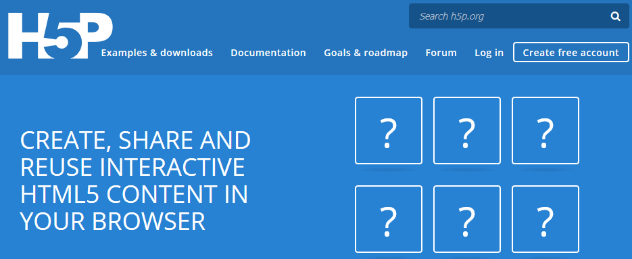 Search h5p.org
H5P
Examples & downloads Documentation Goals & roadmap Forum Log in Create free account
CREATE, SHARE AND
REUSE INTERACTIVE
HTML5 CONTENT IN
YOUR BROWSER
? ? ?
? ? ?